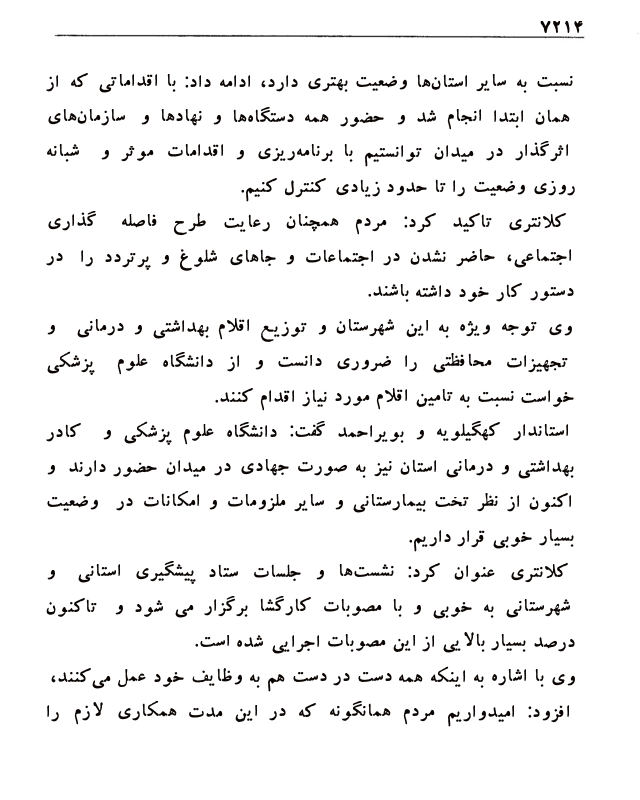 ۷۲۱۴
نسبت به سایر استان‌ها وضعیت بهتری دارد، ادامه داد: با اقداماتی که از
همان ابتدا انجام شد و حضور همه دستگاه‌ها و نهادها و سازمان‌های
اثرگذار در میدان توانستیم با برنامه‌ریزی و اقدامات موثر و شبانه
روزی وضعیت را تا حدود زیادی کنترل کنیم.
کلانتری تاکید کرد: مردم همچنان رعایت طرح فاصله گذاری
اجتماعی، حاضر نشدن در اجتماعات و جاهای شلوغ و پرتردد را در
دستور کار خود داشته باشند.
وی توجه ویژه به این شهرستان و توزیع اقلام بهداشتی و درمانی و
تجهیزات محافظتی را ضروری دانست و از دانشگاه علوم پزشکی
خواست نسبت به تامین اقلام مورد نیاز اقدام کنند.
استاندار کهگیلویه و بویراحمد گفت: دانشگاه علوم پزشکی و کادر
بهداشتی و درمانی استان نیز به صورت جهادی در میدان حضور دارند و
اکنون از نظر تخت بیمارستانی و سایر ملزومات و امکانات در وضعیت
بسیار خوبی قرار داریم.
کلانتری عنوان کرد: نشست‌ها و جلسات ستاد پیشگیری استانی و
شهرستانی به خوبی و با مصوبات کارگشا برگزار می شود و تاکنون
درصد بسیار بالایی از این مصوبات اجرایی شده است.
وی با اشاره به اینکه همه دست در دست هم به وظایف خود عمل می‌کنند،
افزود: امیدواریم مردم همانگونه که در این مدت همکاری لازم را